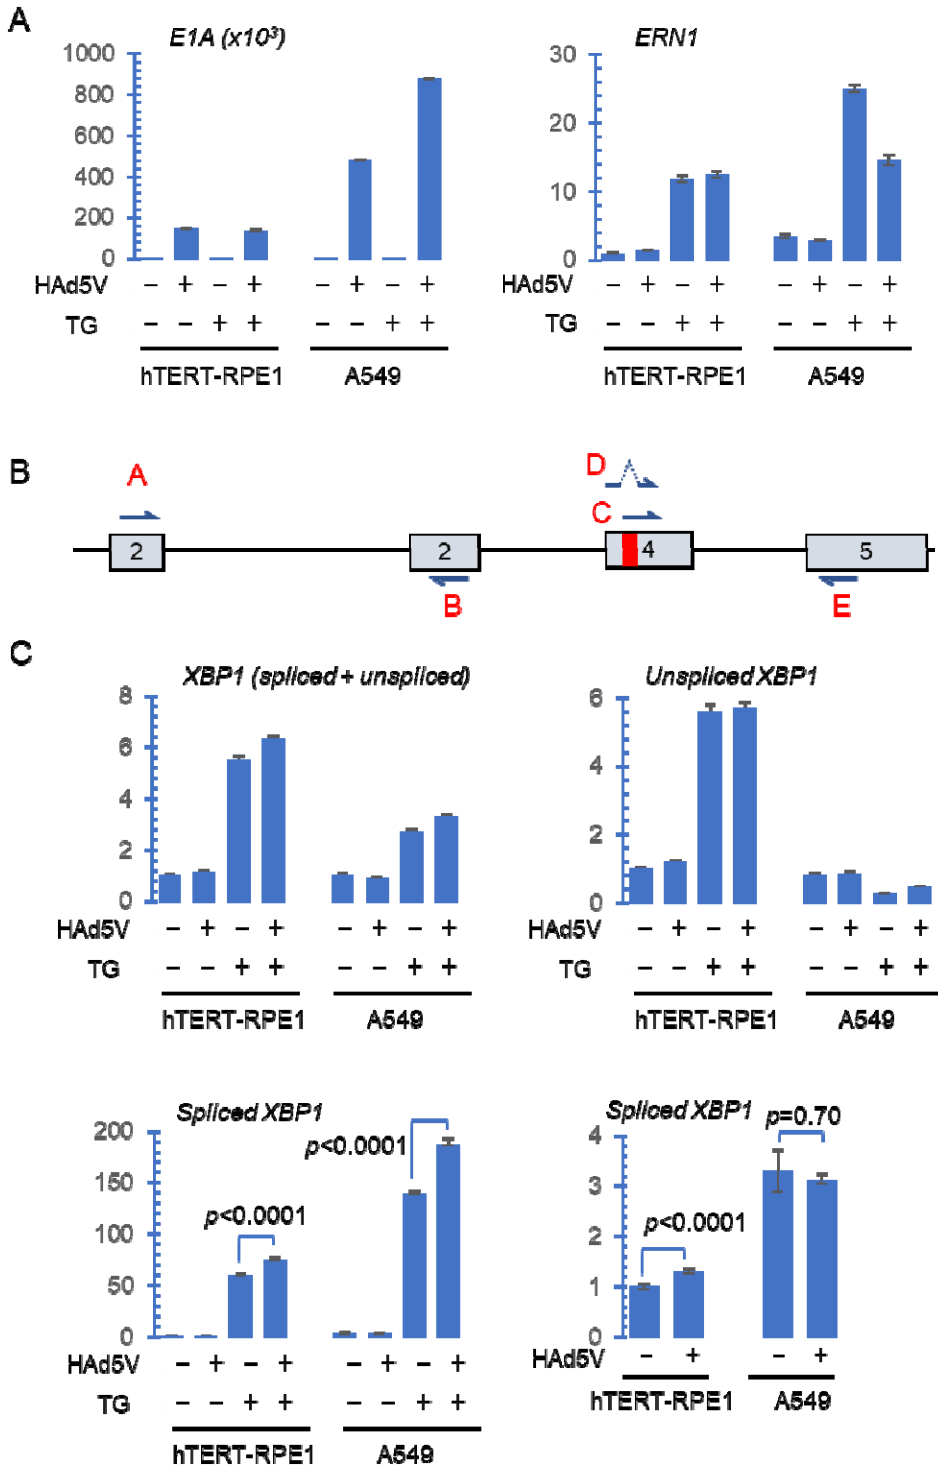 A
E1A (x10³)
ERN1
1000
800
600
400
200
0
30
20
10
0
HAd5V − + − + − + − +
TG − − + + − − + +
hTERT-RPE1 A549
HAd5V − + − + − + − +
TG − − + + − − + +
hTERT-RPE1 A549
B
A
D
C
2
2
4
5
B
E
C
XBP1 (spliced + unspliced)
Unspliced XBP1
8
6
4
2
0
6
4
2
0
HAd5V − + − + − + − +
TG − − + + − − + +
hTERT-RPE1 A549
HAd5V − + − + − + − +
TG − − + + − − + +
hTERT-RPE1 A549
Spliced XBP1
Spliced XBP1
200
150
100
50
0
p<0.0001
p<0.0001
4
3
2
1
0
p=0.70
p<0.0001
HAd5V − + − + − + − +
TG − − + + − − + +
hTERT-RPE1 A549
HAd5V − + − +
hTERT-RPE1 A549